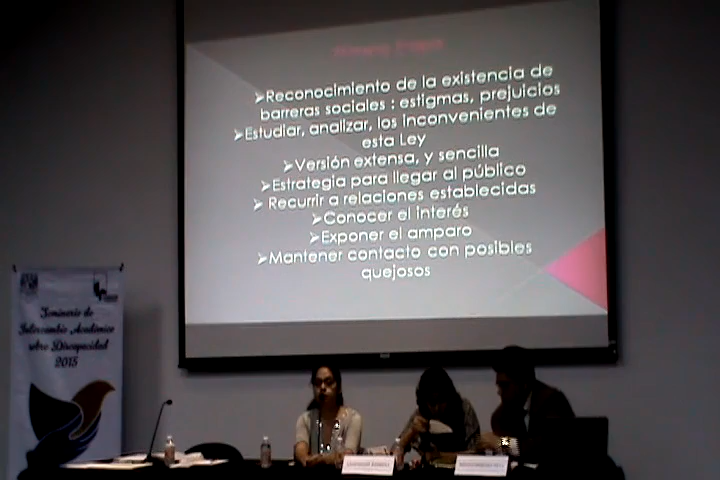 ➤Reconocimiento de la existencia de
barreras sociales : estigmas, prejuicios
➤Estudiar, analizar, los inconvenientes de
esta Ley
➤Versión extensa, y sencilla
➤Estrategia para llegar al público
➤ Recurrir a relaciones establecidas
➤Conocer el interés
➤Exponer el amparo
➤Mantener contacto con posibles
quejosos
Seminario de
Intercambio Académico
sobre Discapacidad
2015